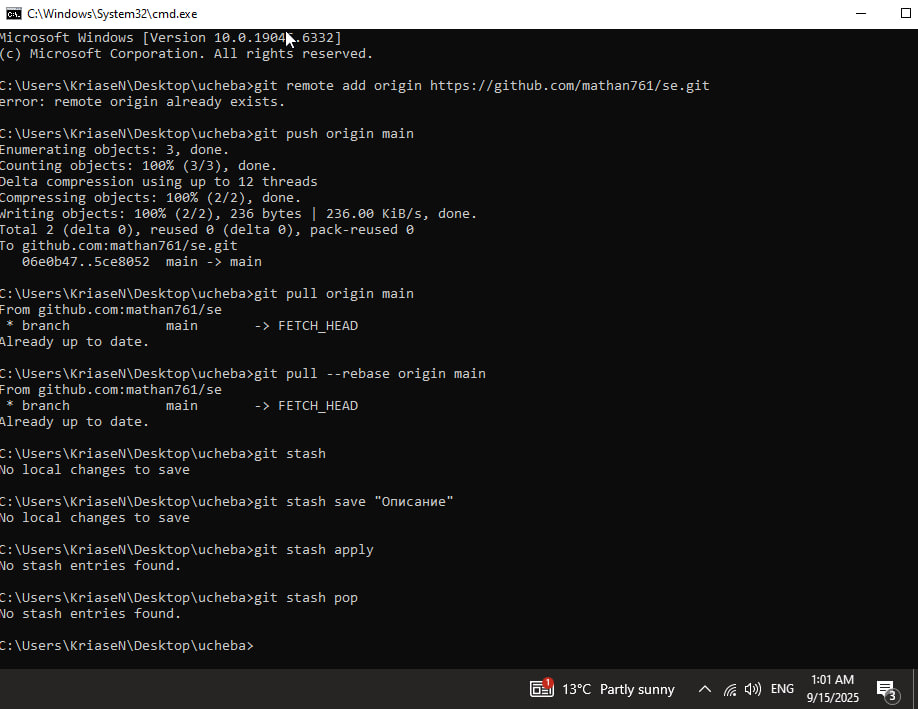 C:\Windows\System32\cmd.exe
Microsoft Windows [Version 10.0.1904 .6332]
(c) Microsoft Corporation. All rights reserved.
C:\Users\KriaseN\Desktop\ucheba>git remote add origin https://github.com/mathan761/se.git
error: remote origin already exists.
C:\Users\KriaseN\Desktop\ucheba>git push origin main
Enumerating objects: 3, done.
Counting objects: 100% (3/3), done.
Delta compression using up to 12 threads
Compressing objects: 100% (2/2), done.
Writing objects: 100% (2/2), 236 bytes | 236.00 KiB/s, done.
Total 2 (delta 0), reused 0 (delta 0), pack-reused 0
To github.com:mathan761/se.git
   06e0b47..5ce8052  main -> main
C:\Users\KriaseN\Desktop\ucheba>git pull origin main
From github.com:mathan761/se
 * branch            main       -> FETCH_HEAD
Already up to date.
C:\Users\KriaseN\Desktop\ucheba>git pull --rebase origin main
From github.com:mathan761/se
 * branch            main       -> FETCH_HEAD
Already up to date.
C:\Users\KriaseN\Desktop\ucheba>git stash
No local changes to save
C:\Users\KriaseN\Desktop\ucheba>git stash save "Описание"
No local changes to save
C:\Users\KriaseN\Desktop\ucheba>git stash apply
No stash entries found.
C:\Users\KriaseN\Desktop\ucheba>git stash pop
No stash entries found.
C:\Users\KriaseN\Desktop\ucheba>
1
13°C Partly sunny
ENG
1:01 AM
9/15/2025
3